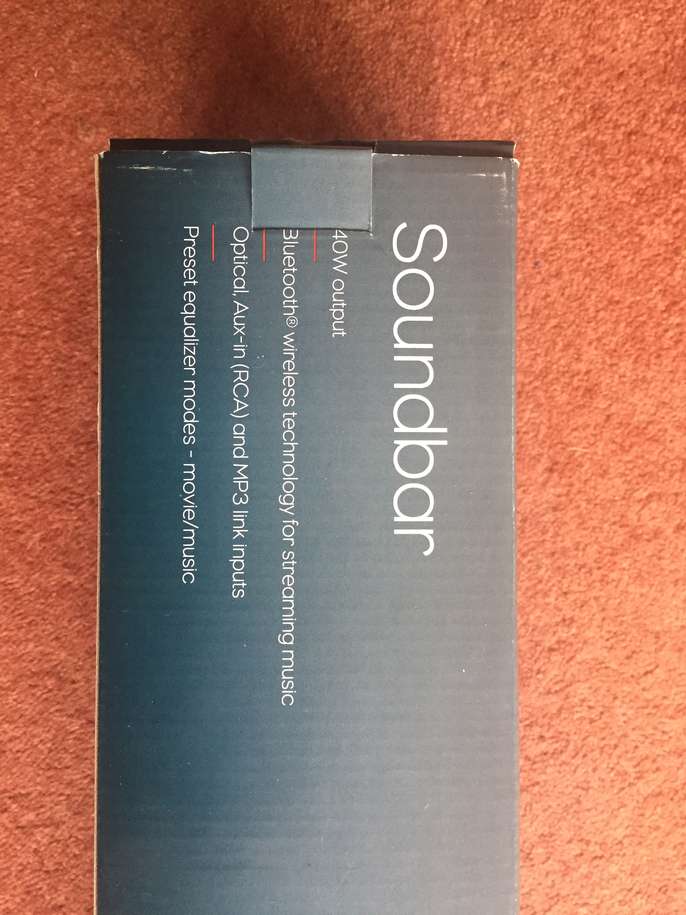 Soundbar
40W output
Bluetooth® wireless technology for streaming music
Optical, Aux-in (RCA) and MP3 link inputs
Preset equalizer modes - movie/music